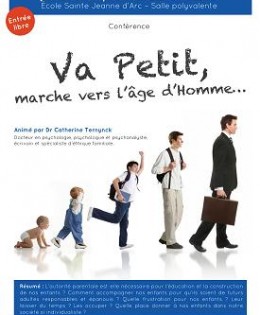 Ecole Sainte Jeanne d'Arc – Salle polyvalente
Entrée
libre
Conférence
Va Petit,
marche vers l'âge d'Homme...
Animé par Dr Catherine Ternynck
Docteur en psychologie, psychologue et psychanalyste,
écrivain et spécialiste d'éthique familiale.
Résumé : L'autorité parentale est elle nécessaire pour l'éducation et la construction
de nos enfants ? Comment accompagner nos enfants pour qu'ils soient de futurs
adultes responsables et épanouis ? Quelle frustration pour nos enfants ? Leur
laisser du temps ? Les occuper ? Quelle place donner à nos enfants dans notre
société si individualiste ?